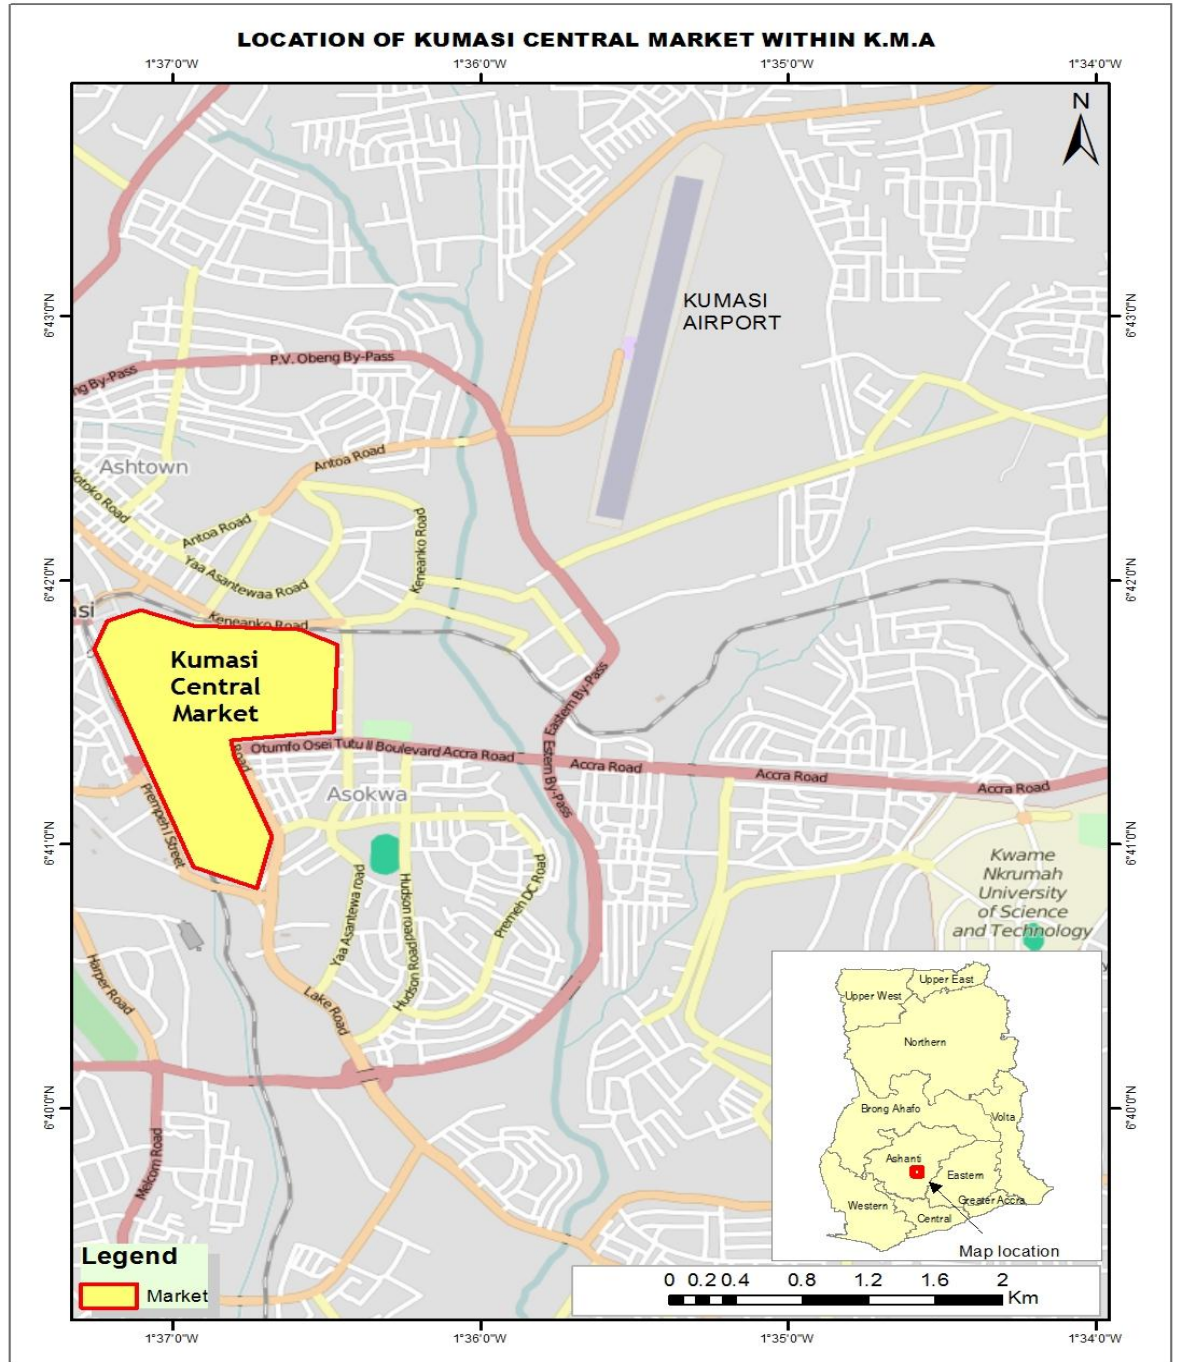 LOCATION OF KUMASI CENTRAL MARKET WITHIN K.M.A
1°37'0"W
1°36'0"W
1°35'0"W
1°34'0"W
N
KUMASI
AIRPORT
6°43'0"N
6°43'0"N
P.V. Obeng By-Pass
ng By-Pass
Antoa Road
Ashtown
Kotoko Road
Antoa Road
Keneanko Road
Yaa Asantewaa Road
6°42'0"N
6°42'0"N
asi
Keneanko Road
Kumasi
Central
Market
Eastern By-Pass
Otumfo Osei Tutu II Boulevard Accra Road
Road
Estern By-Pass
Accra Road
Accra Road
Accra Road
Asokwa
Prempeh I Street
6°41'0"N
6°41'0"N
Kwame
Nkrumah
University
of Science
and Technology
Yaa Asantewa road
Hudson road
Hudson Road
Premeh DC Road
Harper Road
Lake Road
Upper East
Upper West
Northern
Brong Ahafo
Volta
Ashanti
Eastern
Western
Greater Accra
Central
Map location
6°40'0"N
6°40'0"N
Melcom Road
Legend
Market
0 0.2 0.4 0.8 1.2 1.6 2
Km
1°37'0"W
1°36'0"W
1°35'0"W
1°34'0"W